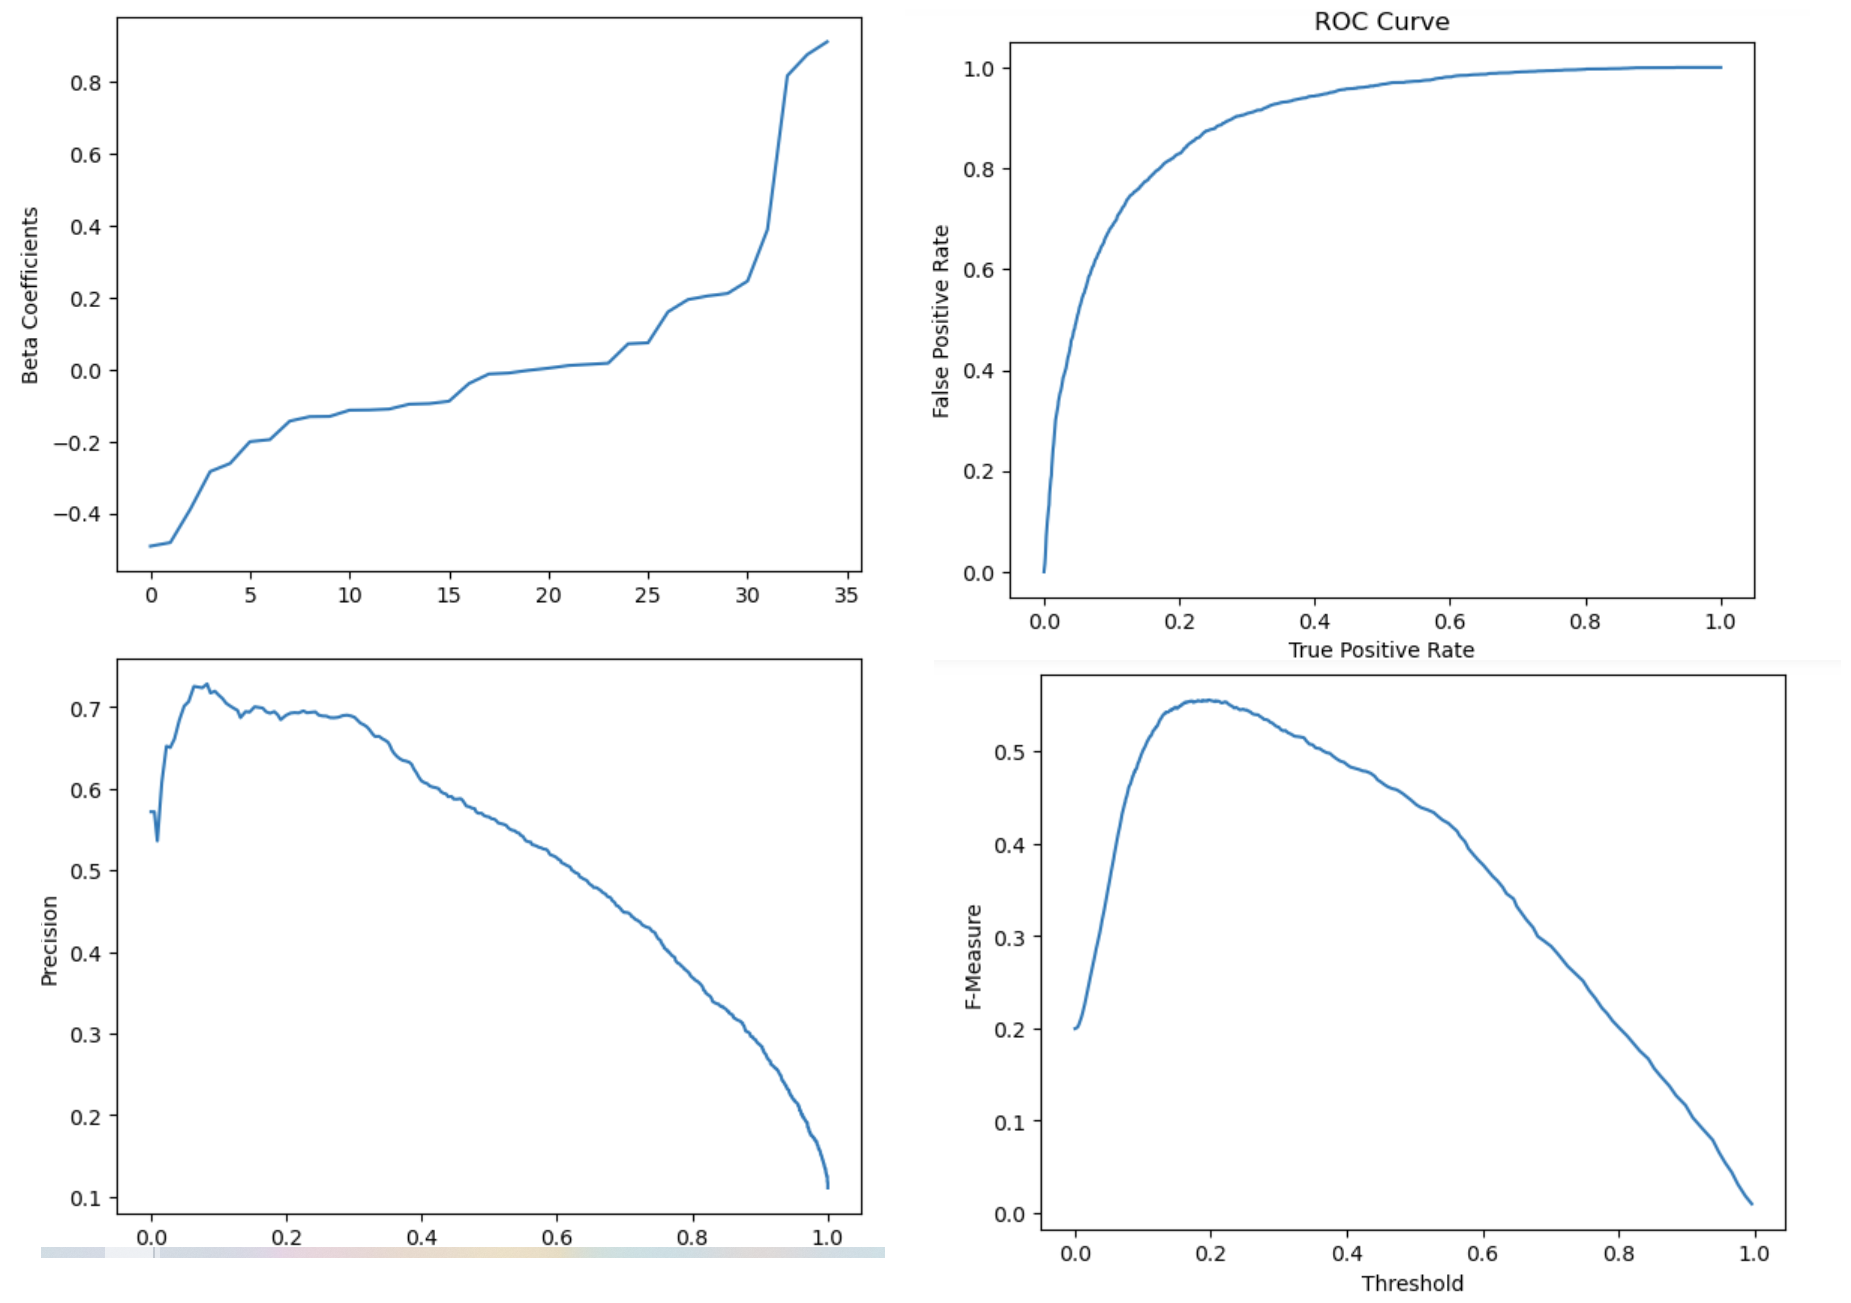 Beta Coefficients
0.8
0.6
0.4
0.2
0.0
−0.2
−0.4
0 5 10 15 20 25 30 35
ROC Curve
False Positive Rate
1.0
0.8
0.6
0.4
0.2
0.0
0.0 0.2 0.4 0.6 0.8 1.0
True Positive Rate
Precision
0.7
0.6
0.5
0.4
0.3
0.2
0.1
0.0 0.2 0.4 0.6 0.8 1.0
F-Measure
0.5
0.4
0.3
0.2
0.1
0.0
0.0 0.2 0.4 0.6 0.8 1.0
Threshold